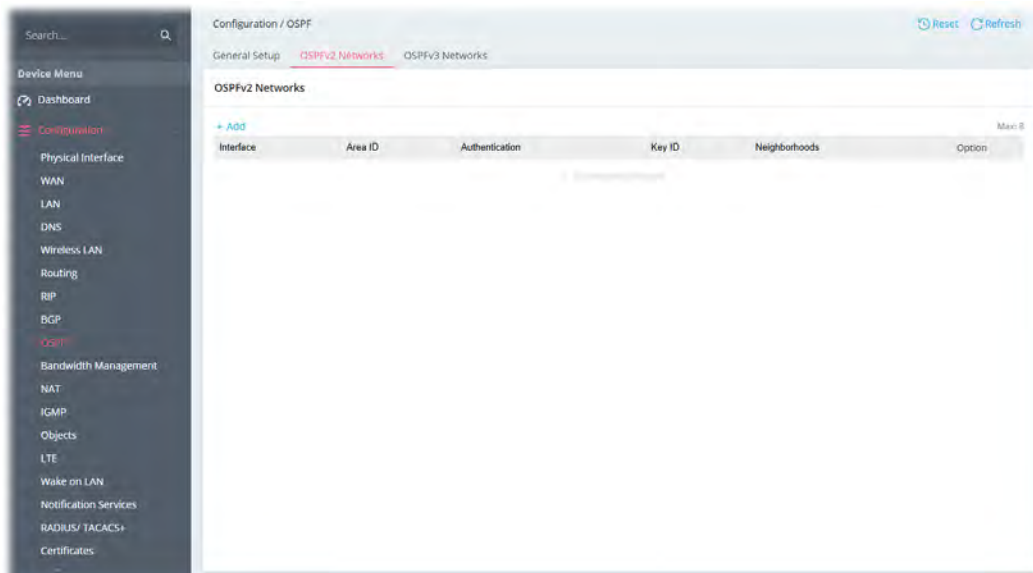 Search...
Device Menu
Dashboard
Configuration
Physical Interface
WAN
LAN
DNS
Wireless LAN
Routing
RIP
BGP
OSPF
Bandwidth Management
NAT
IGMP
Objects
LTE
Wake on LAN
Notification Services
RADIUS/ TACACS+
Certificates
Configuration / OSPF
Reset Refresh
General Setup OSPFv2 Networks OSPFv3 Networks
OSPFv2 Networks
+ Add Max: 8
Interface Area ID Authentication Key ID Neighborhoods Option